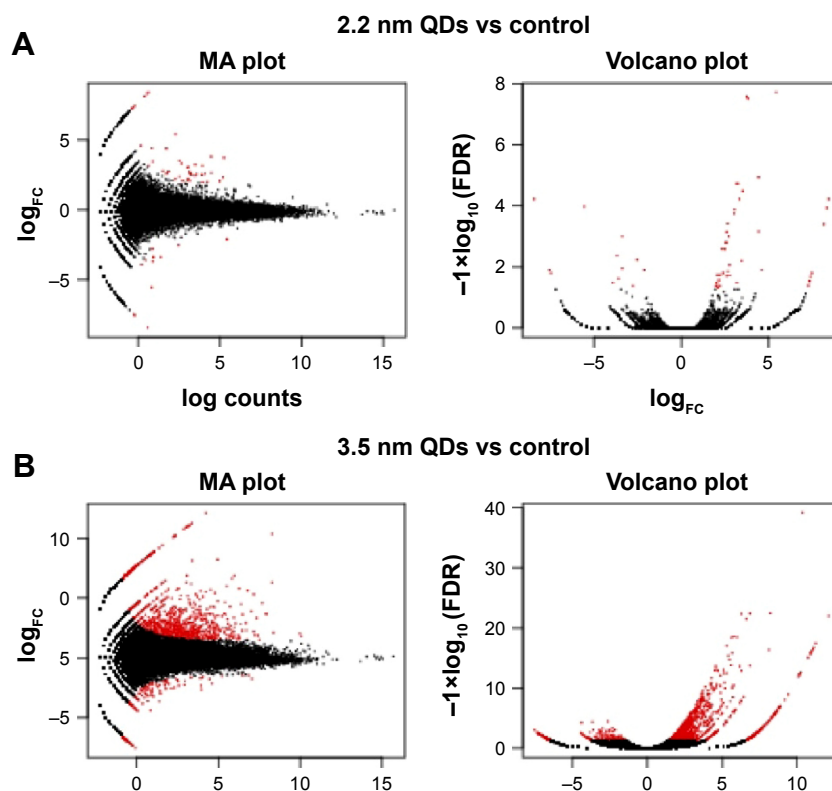 A
2.2 nm QDs vs control
MA plot
Volcano plot
log_FC
5
0
–5
0 5 10 15
log counts
–1×log₁₀(FDR)
8
6
4
2
0
–5 0 5
log_FC
B
3.5 nm QDs vs control
MA plot
Volcano plot
log_FC
10
0
5
–5
0 5 10 15
–1×log₁₀(FDR)
40
30
20
10
0
–5 0 5 10